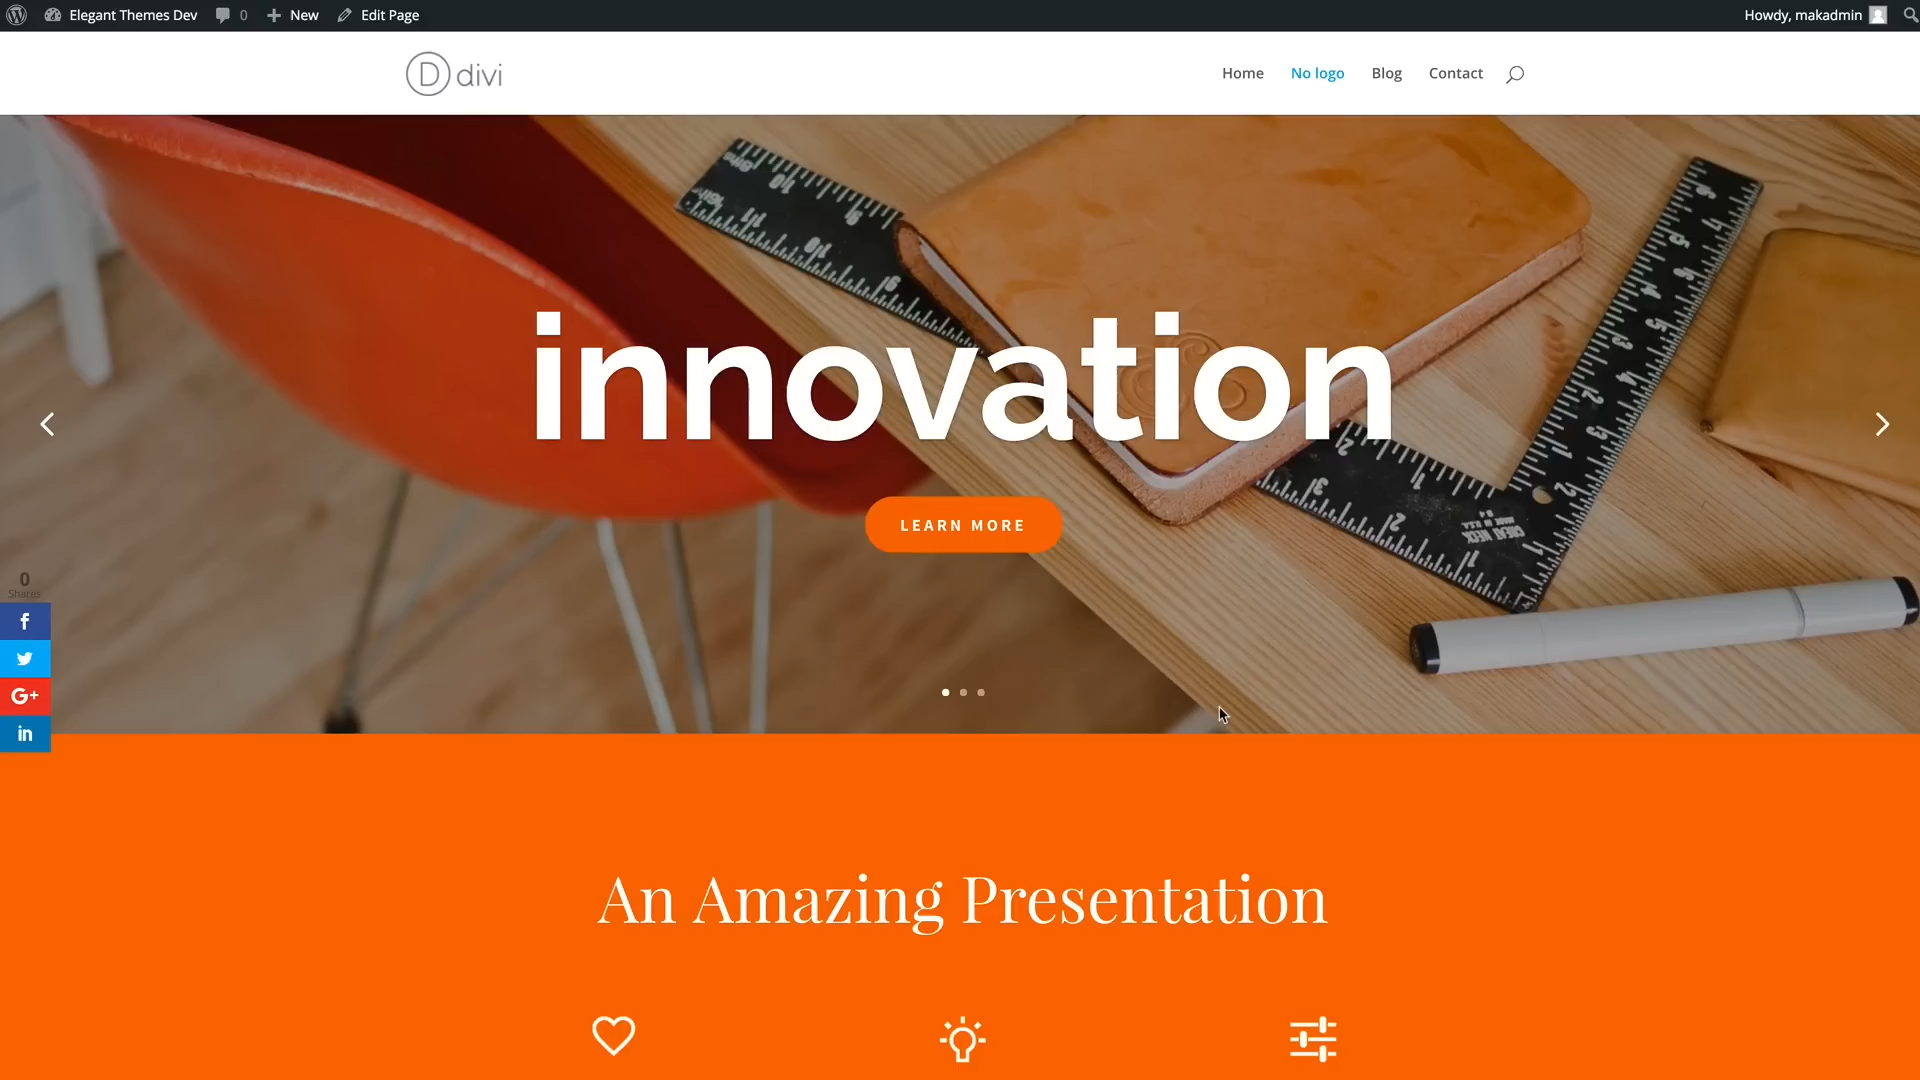 Elegant Themes Dev 0 New Edit Page Howdy, makadmin
D divi Home No logo Blog Contact
innovation
LEARN MORE
0
Shares
f
G+
in
An Amazing Presentation